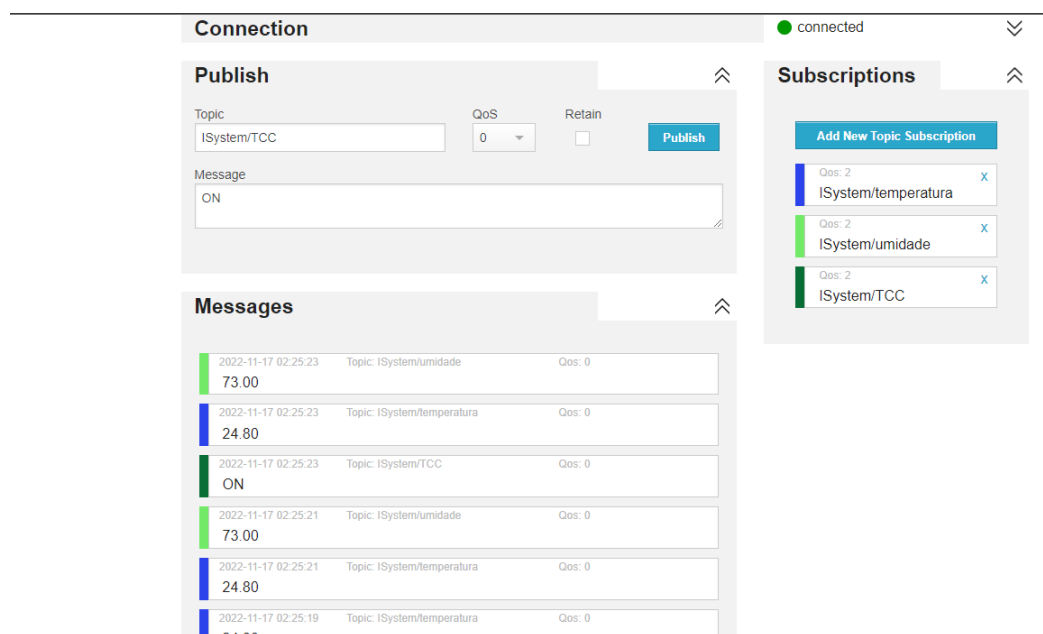 Connection
connected
Publish
Topic
QoS
Retain
ISystem/TCC
0
Publish
Message
ON
Subscriptions
Add New Topic Subscription
Qos: 2
x
ISystem/temperatura
Qos: 2
x
ISystem/umidade
Qos: 2
x
ISystem/TCC
Messages
2022-11-17 02:25:23 Topic: ISystem/umidade Qos: 0
73.00
2022-11-17 02:25:23 Topic: ISystem/temperatura Qos: 0
24.80
2022-11-17 02:25:23 Topic: ISystem/TCC Qos: 0
ON
2022-11-17 02:25:21 Topic: ISystem/umidade Qos: 0
73.00
2022-11-17 02:25:21 Topic: ISystem/temperatura Qos: 0
24.80
2022-11-17 02:25:19 Topic: ISystem/temperatura Qos: 0